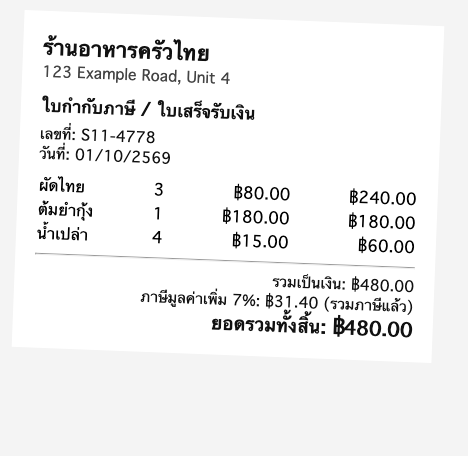 ร้านอาหารครัวไทย
123 Example Road, Unit 4
ใบกำกับภาษี / ใบเสร็จรับเงิน
เลขที่: S11-4778
วันที่: 01/10/2569
ผัดไทย 3 ฿80.00 ฿240.00
ต้มยำกุ้ง 1 ฿180.00 ฿180.00
น้ำเปล่า 4 ฿15.00 ฿60.00
รวมเป็นเงิน: ฿480.00
ภาษีมูลค่าเพิ่ม 7%: ฿31.40 (รวมภาษีแล้ว)
ยอดรวมทั้งสิ้น: ฿480.00